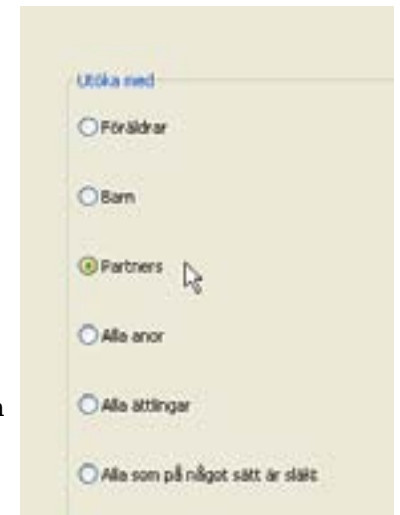 Utöka med
Föräldrar
Barn
Partners
Alla anor
Alla ättlingar
Alla som på något sätt är släkt